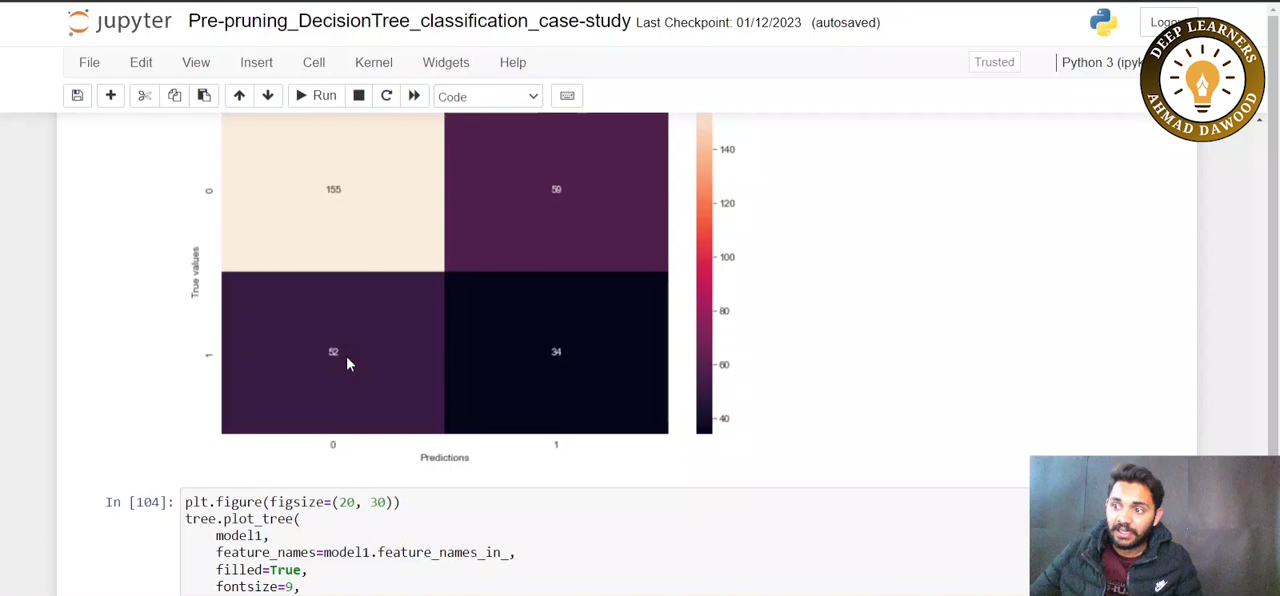 jupyter Pre-pruning_DecisionTree_classification_case-study Last Checkpoint: 01/12/2023 (autosaved)
File Edit View Insert Cell Kernel Widgets Help Trusted Python 3 (ipyk
DEEP LEARNERS
AHMAD DAWOOD
Run Code
140
0 155 59
120
True values
100
80
1 52 34
60
40
0 1
Predictions
In [104]: plt.figure(figsize=(20, 30))
tree.plot_tree(
model1,
feature_names=model1.feature_names_in_,
filled=True,
fontsize=9,